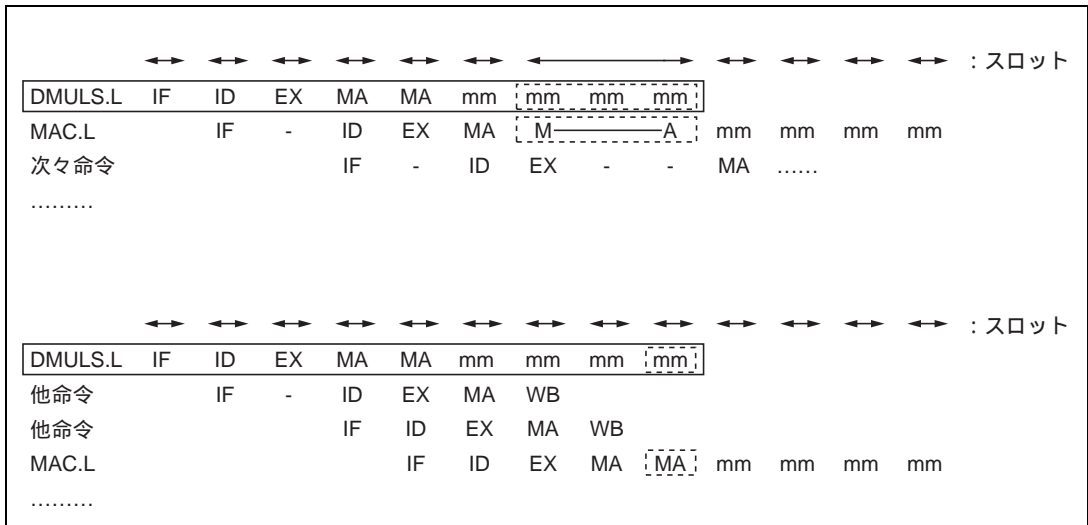 ：スロット
DMULS.L IF ID EX MA MA mm mm mm mm
MAC.L IF - ID EX MA M A mm mm mm mm
次々命令 IF - ID EX - - MA ……
………
：スロット
DMULS.L IF ID EX MA MA mm mm mm mm
他命令 IF - ID EX MA WB
他命令 IF ID EX MA WB
MAC.L IF ID EX MA MA mm mm mm mm
………